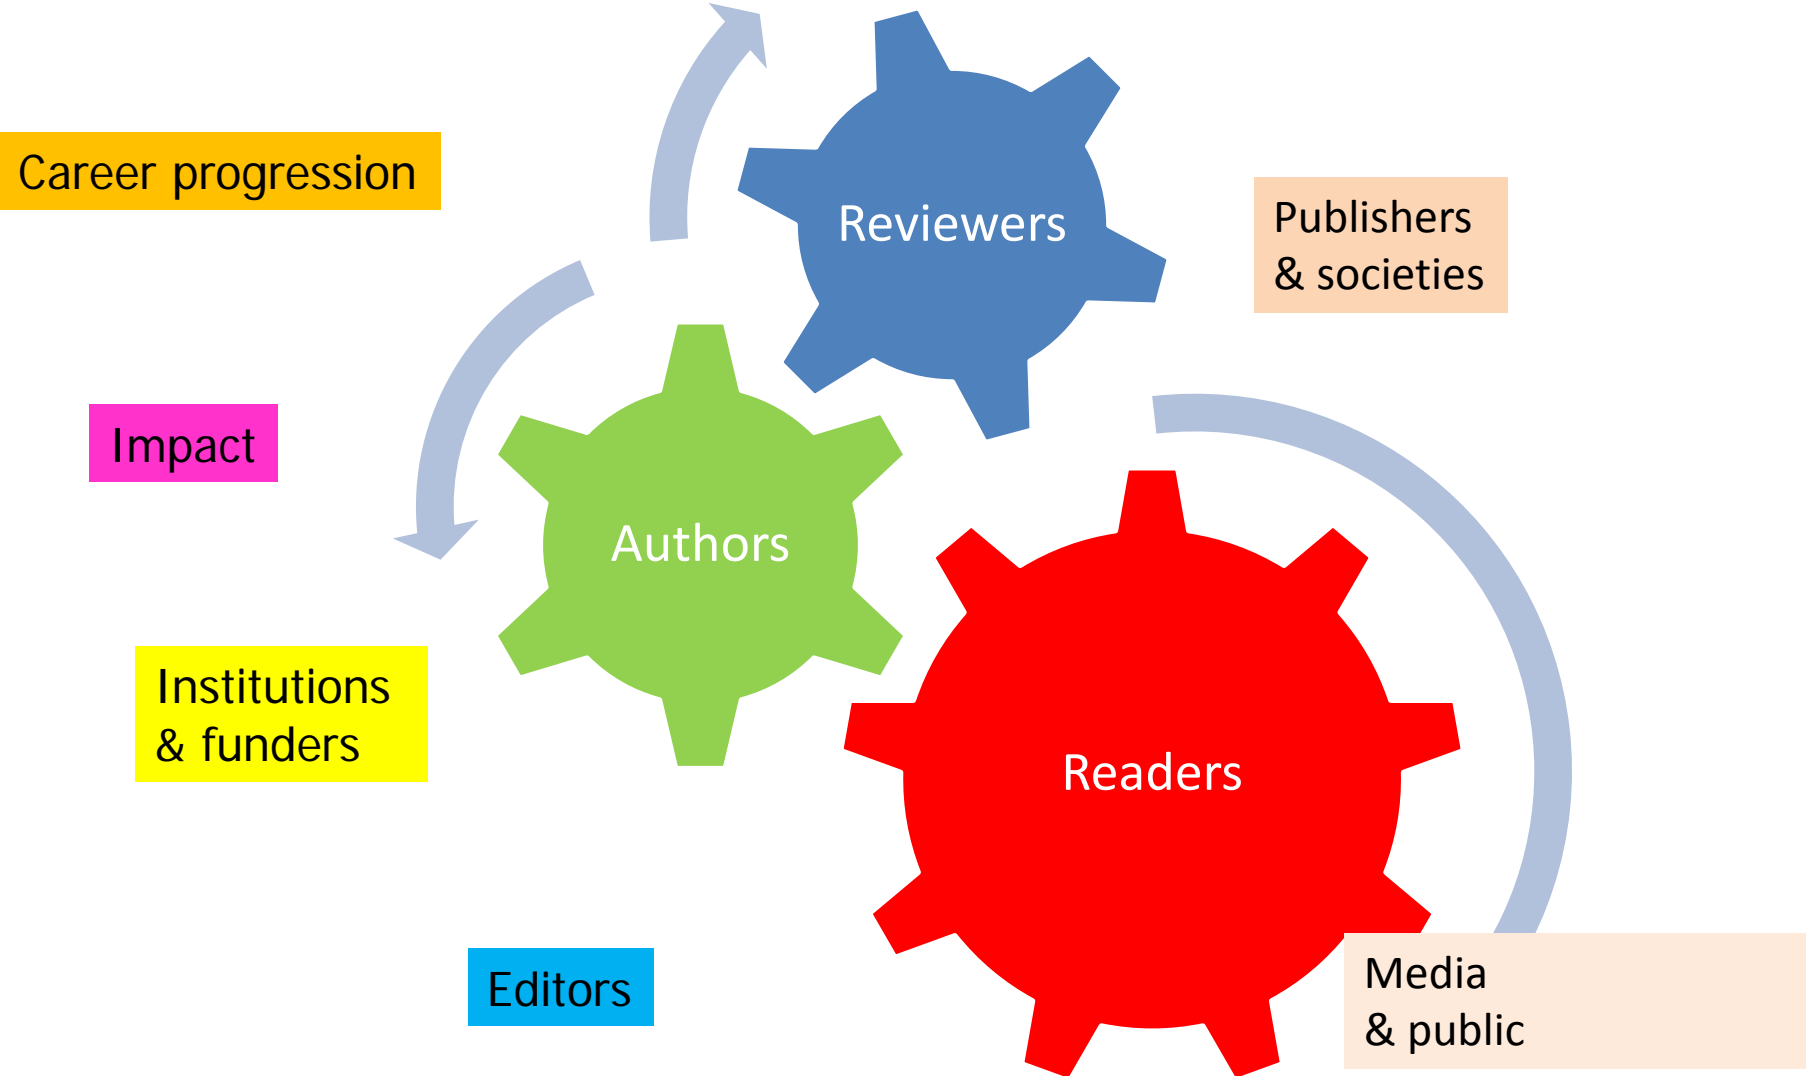 Career progression
Reviewers
Publishers
& societies
Impact
Authors
Institutions
& funders
Readers
Editors
Media
& public